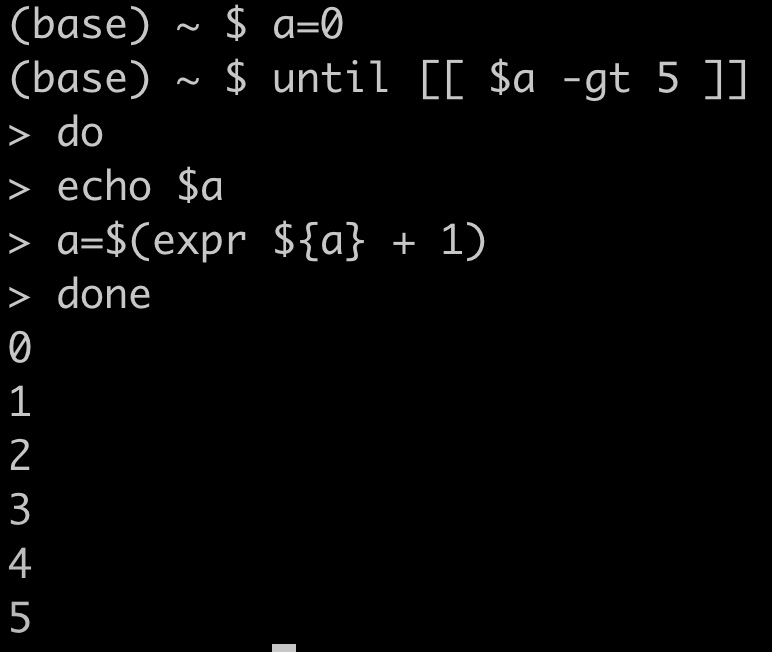 (base) ~ $ a=0
(base) ~ $ until [[ $a -gt 5 ]]
> do
> echo $a
> a=$(expr ${a} + 1)
> done
0
1
2
3
4
5